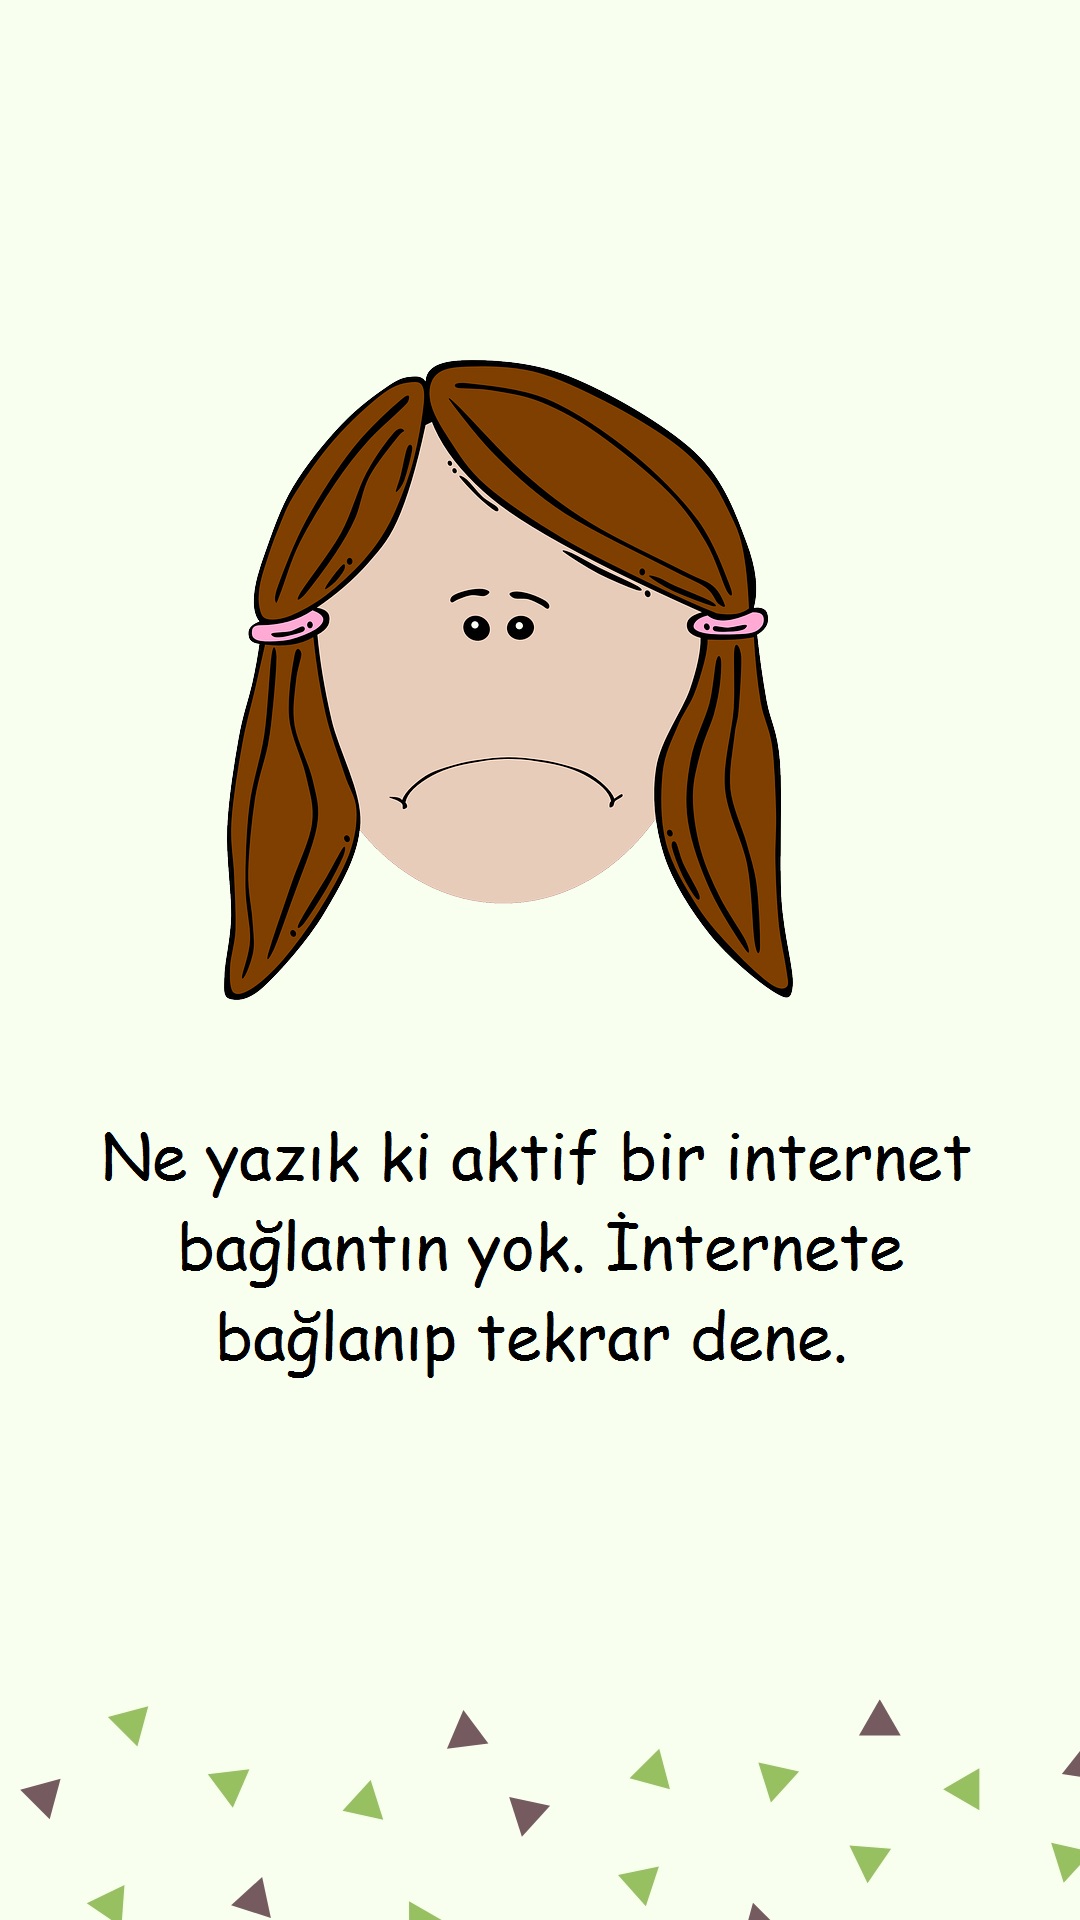 Ne yazık ki aktif bir internet
bağlantın yok. İnternete
bağlanıp tekrar dene.